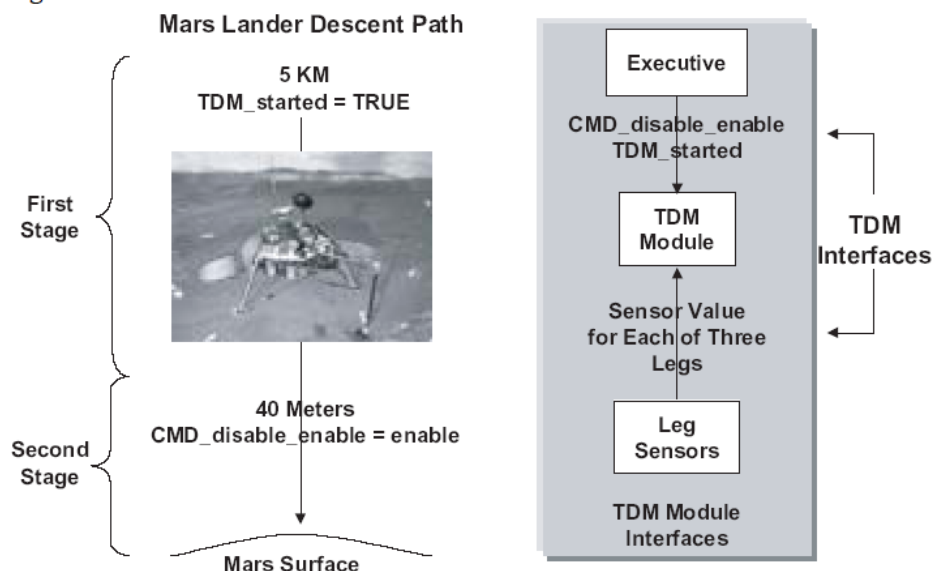 Mars Lander Descent Path
5 KM
TDM_started = TRUE
First
Stage
40 Meters
CMD_disable_enable = enable
Second
Stage
Mars Surface
Executive
CMD_disable_enable
TDM_started
TDM
Module
TDM
Interfaces
Sensor Value
for Each of Three
Legs
Leg
Sensors
TDM Module
Interfaces